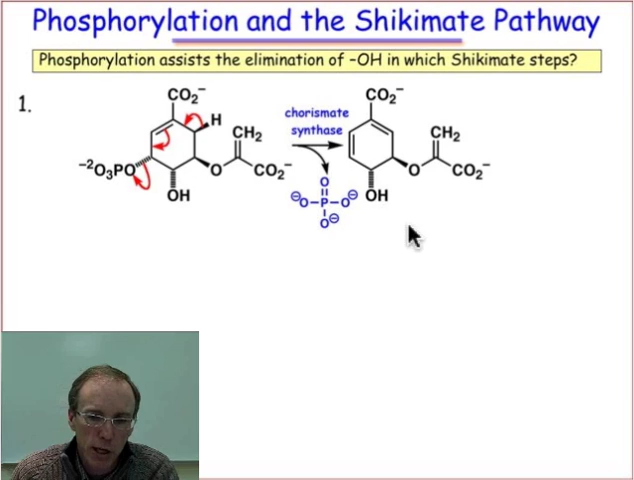 Phosphorylation and the Shikimate Pathway
Phosphorylation assists the elimination of -OH in which Shikimate steps?
1.
CO₂⁻
H
CH₂
⁻²O₃PO
O
CO₂⁻
OH
chorismate
synthase
O
⊖O-P-O⊖
O⊖
CO₂⁻
CH₂
O
CO₂⁻
OH